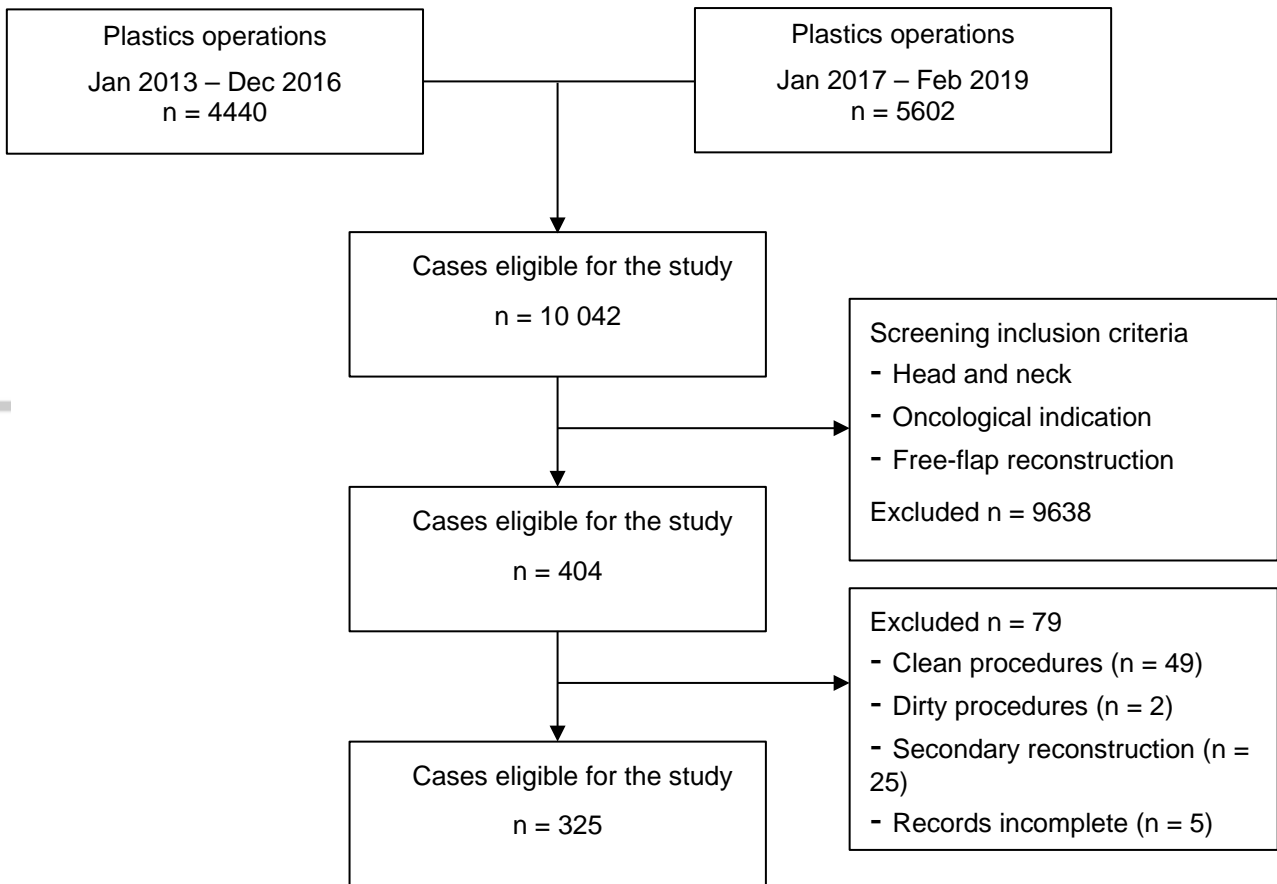 Plastics operations
Jan 2013 – Dec 2016
n = 4440
Plastics operations
Jan 2017 – Feb 2019
n = 5602
Cases eligible for the study
n = 10 042
Screening inclusion criteria
- Head and neck
- Oncological indication
- Free-flap reconstruction
Excluded n = 9638
Cases eligible for the study
n = 404
Excluded n = 79
- Clean procedures (n = 49)
- Dirty procedures (n = 2)
- Secondary reconstruction (n =
25)
- Records incomplete (n = 5)
Cases eligible for the study
n = 325